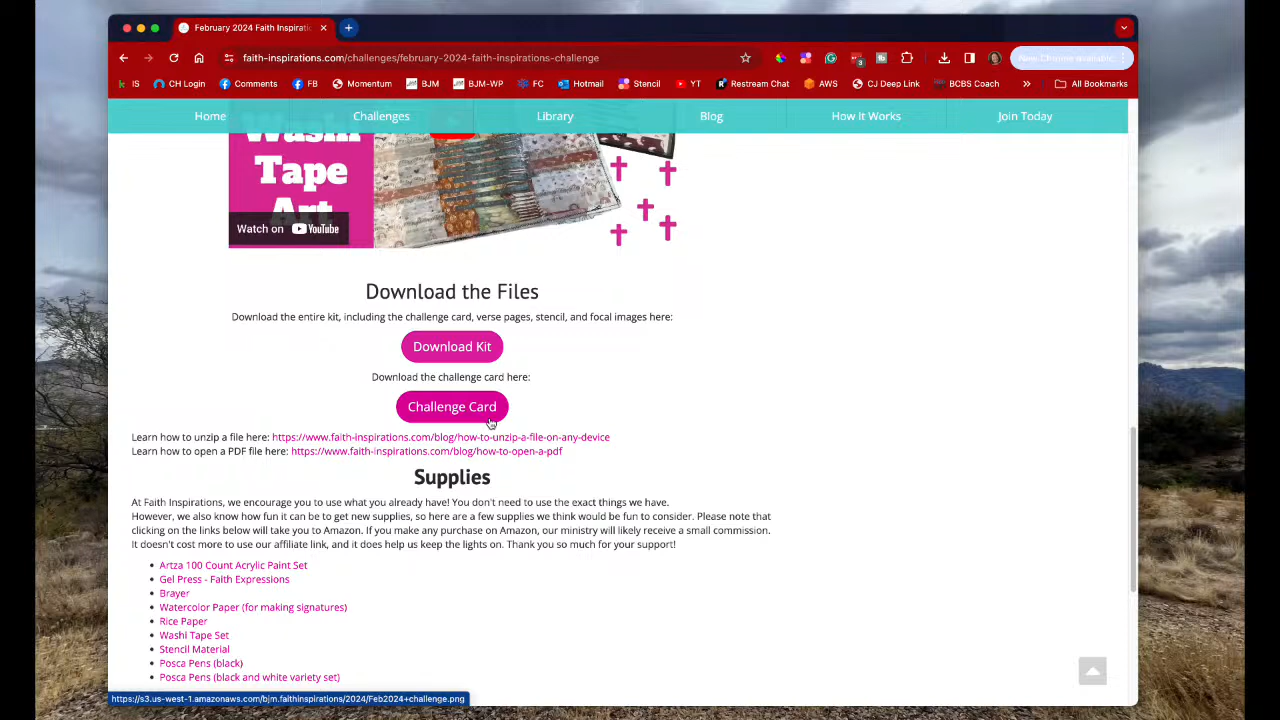 February 2024 Faith Inspirati
faith-inspirations.com/challenges/february-2024-faith-inspirations-challenge
New Chrome available
IS CH Login Comments FB Momentum BJM BJM-WP FC Hotmail Stencil YT Restream Chat AWS CJ Deep Link BCBS Coach » All Bookmarks
Home Challenges Library Blog How It Works Join Today
Washi
Tape
Art
Watch on YouTube
Download the Files
Download the entire kit, including the challenge card, verse pages, stencil, and focal images here:
Download Kit
Download the challenge card here:
Challenge Card
Learn how to unzip a file here: https://www.faith-inspirations.com/blog/how-to-unzip-a-file-on-any-device
Learn how to open a PDF file here: https://www.faith-inspirations.com/blog/how-to-open-a-pdf
Supplies
At Faith Inspirations, we encourage you to use what you already have! You don't need to use the exact things we have.
However, we also know how fun it can be to get new supplies, so here are a few supplies we think would be fun to consider. Please note that
clicking on the links below will take you to Amazon. If you make any purchase on Amazon, our ministry will likely receive a small commission.
It doesn't cost more to use our affiliate link, and it does help us keep the lights on. Thank you so much for your support!
• Artza 100 Count Acrylic Paint Set
• Gel Press - Faith Expressions
• Brayer
• Watercolor Paper (for making signatures)
• Rice Paper
• Washi Tape Set
• Stencil Material
• Posca Pens (black)
• Posca Pens (black and white variety set)
https://s3.us-west-1.amazonaws.com/bjm.faithinspirations/2024/Feb2024+challenge.png